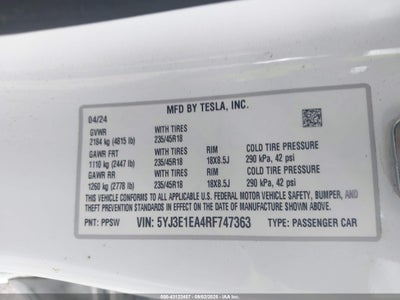 MFD BY TESLA, INC.
04/24
GVWR WITH TIRES
2184 kg (4815 lb) 235/45R18
GAWR FRT WITH TIRES RIM COLD TIRE PRESSURE
1110 kg (2447 lb) 235/45R18 18X8.5J 290 kPa, 42 psi
GAWR RR WITH TIRES RIM COLD TIRE PRESSURE
1260 kg (2778 lb) 235/45R18 18X8.5J 290 kPa, 42 psi
THIS VEHICLE CONFORMS TO ALL APPLICABLE FEDERAL MOTOR VEHICLE SAFETY, BUMPER, AND
THEFT PREVENTION STANDARDS IN EFFECT ON THE DATE OF MANUFACTURE SHOWN ABOVE.
PNT: PPSW VIN: 5YJ3E1EA4RF747363 TYPE: PASSENGER CAR